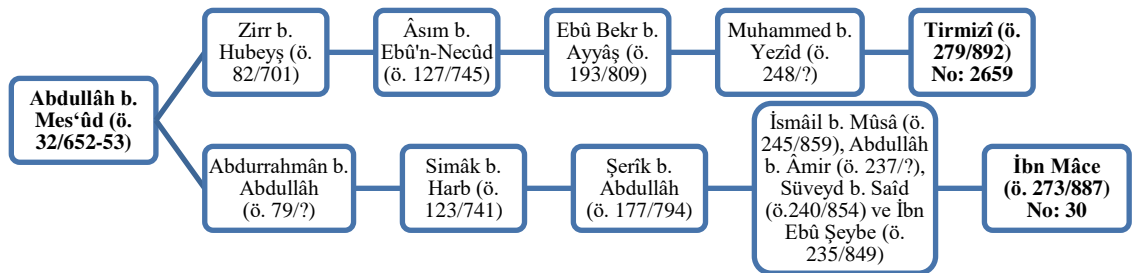 Abdullâh b.
Mes‘ûd (ö.
32/652-53)
Zirr b.
Hubeyş (ö.
82/701)
Âsım b.
Ebû'n-Necûd
(ö. 127/745)
Ebû Bekr b.
Ayyâş (ö.
193/809)
Muhammed b.
Yezîd (ö.
248/?)
Tirmizî (ö.
279/892)
No: 2659
Abdurrahmân b.
Abdullâh
(ö. 79/?)
Simâk b.
Harb (ö.
123/741)
Şerîk b.
Abdullâh
(ö. 177/794)
İsmâil b. Mûsâ (ö.
245/859), Abdullâh
b. Âmir (ö. 237/?),
Süveyd b. Saîd
(ö.240/854) ve İbn
Ebû Şeybe (ö.
235/849)
İbn Mâce
(ö. 273/887)
No: 30